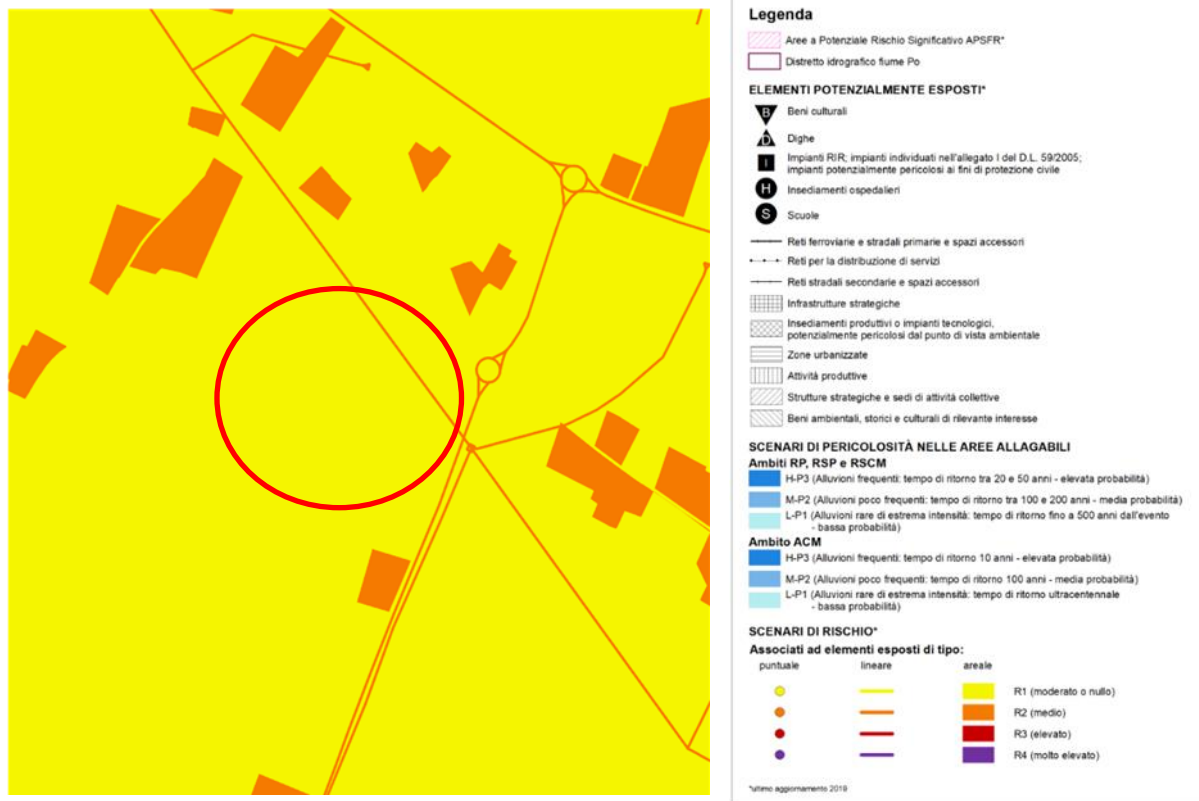 Legenda
Aree a Potenziale Rischio Significativo APSFR*
Distretto idrografico fiume Po
ELEMENTI POTENZIALMENTE ESPOSTI*
B Beni culturali
D Dighe
I Impianti RIR; impianti individuati nell'allegato I del D.L. 59/2005;
impianti potenzialmente pericolosi ai fini di protezione civile
H Insediamenti ospedalieri
S Scuole
Reti ferroviarie e stradali primarie e spazi accessori
Reti per la distribuzione di servizi
Reti stradali secondarie e spazi accessori
Infrastrutture strategiche
Insediamenti produttivi o impianti tecnologici,
potenzialmente pericolosi dal punto di vista ambientale
Zone urbanizzate
Attività produttive
Strutture strategiche e sedi di attività collettive
Beni ambientali, storici e culturali di rilevante interesse
SCENARI DI PERICOLOSITÀ NELLE AREE ALLAGABILI
Ambiti RP, RSP e RSCM
H-P3 (Alluvioni frequenti: tempo di ritorno tra 20 e 50 anni - elevata probabilità)
M-P2 (Alluvioni poco frequenti: tempo di ritorno tra 100 e 200 anni - media probabilità)
L-P1 (Alluvioni rare di estrema intensità: tempo di ritorno fino a 500 anni dall'evento
- bassa probabilità)
Ambito ACM
H-P3 (Alluvioni frequenti: tempo di ritorno 10 anni - elevata probabilità)
M-P2 (Alluvioni poco frequenti: tempo di ritorno 100 anni - media probabilità)
L-P1 (Alluvioni rare di estrema intensità: tempo di ritorno ultracentennale
- bassa probabilità)
SCENARI DI RISCHIO*
Associati ad elementi esposti di tipo:
puntuale lineare areale
R1 (moderato o nullo)
R2 (medio)
R3 (elevato)
R4 (molto elevato)
*ultimo aggiornamento 2019